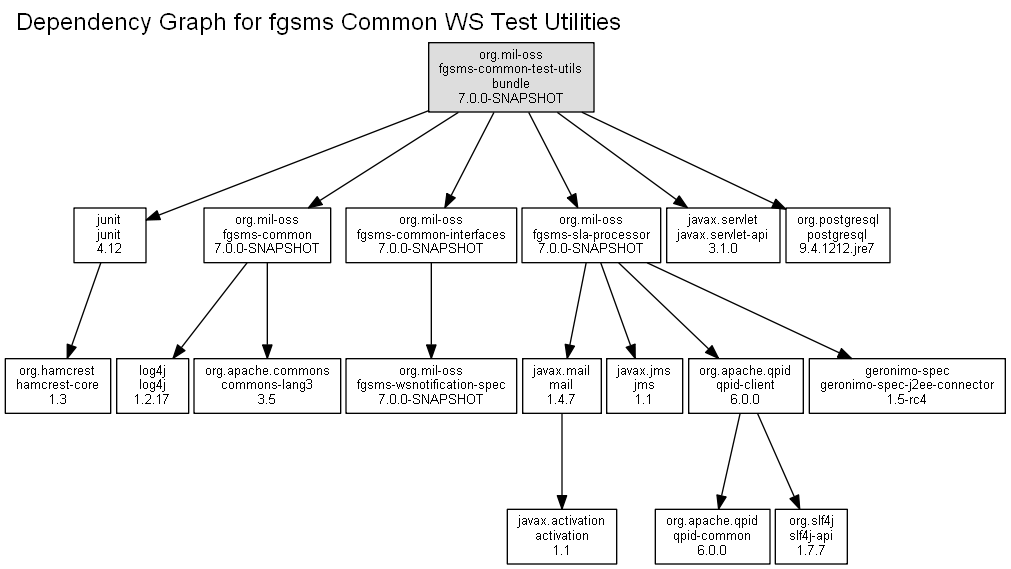 Dependency Graph for fgsms Common WS Test Utilities
org.mil-oss
fgsms-common-test-utils
bundle
7.0.0-SNAPSHOT
junit
junit
4.12
org.mil-oss
fgsms-common
7.0.0-SNAPSHOT
org.mil-oss
fgsms-common-interfaces
7.0.0-SNAPSHOT
org.mil-oss
fgsms-sla-processor
7.0.0-SNAPSHOT
javax.servlet
javax.servlet-api
3.1.0
org.postgresql
postgresql
9.4.1212.jre7
org.hamcrest
hamcrest-core
1.3
log4j
log4j
1.2.17
org.apache.commons
commons-lang3
3.5
org.mil-oss
fgsms-wsnotification-spec
7.0.0-SNAPSHOT
javax.mail
mail
1.4.7
javax.jms
jms
1.1
org.apache.qpid
qpid-client
6.0.0
geronimo-spec
geronimo-spec-j2ee-connector
1.5-rc4
javax.activation
activation
1.1
org.apache.qpid
qpid-common
6.0.0
org.slf4j
slf4j-api
1.7.7